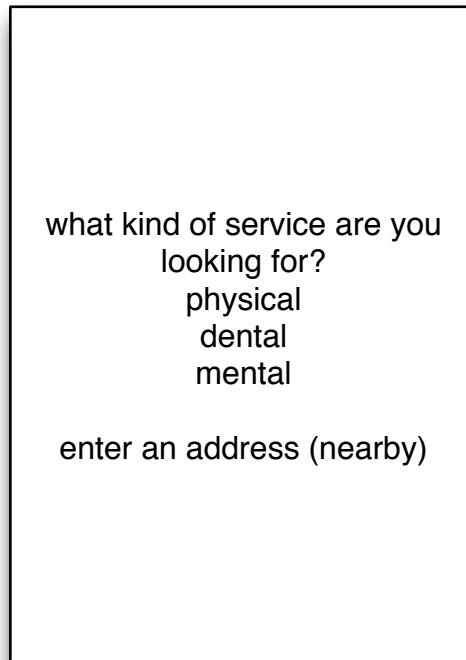 what kind of service are you
looking for?
physical
dental
mental
enter an address (nearby)